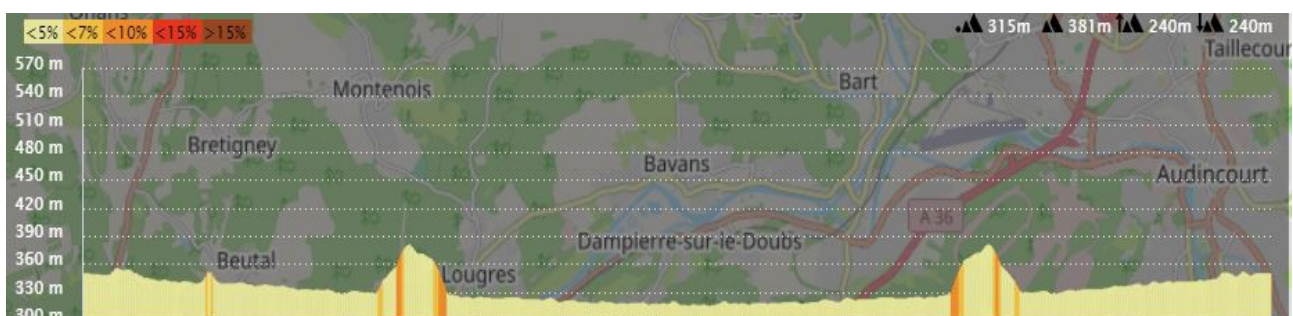 <5% <7% <10% <15% >15%
315m 381m 240m 240m
Taillecour
570 m
Bart
540 m
Montenois
510 m
Bretigney
480 m
Bavans
450 m
Audincourt
420 m
A 36
390 m
Dampierre-sur-le-Doubs
360 m
Beutal
Lougres
330 m
300 m